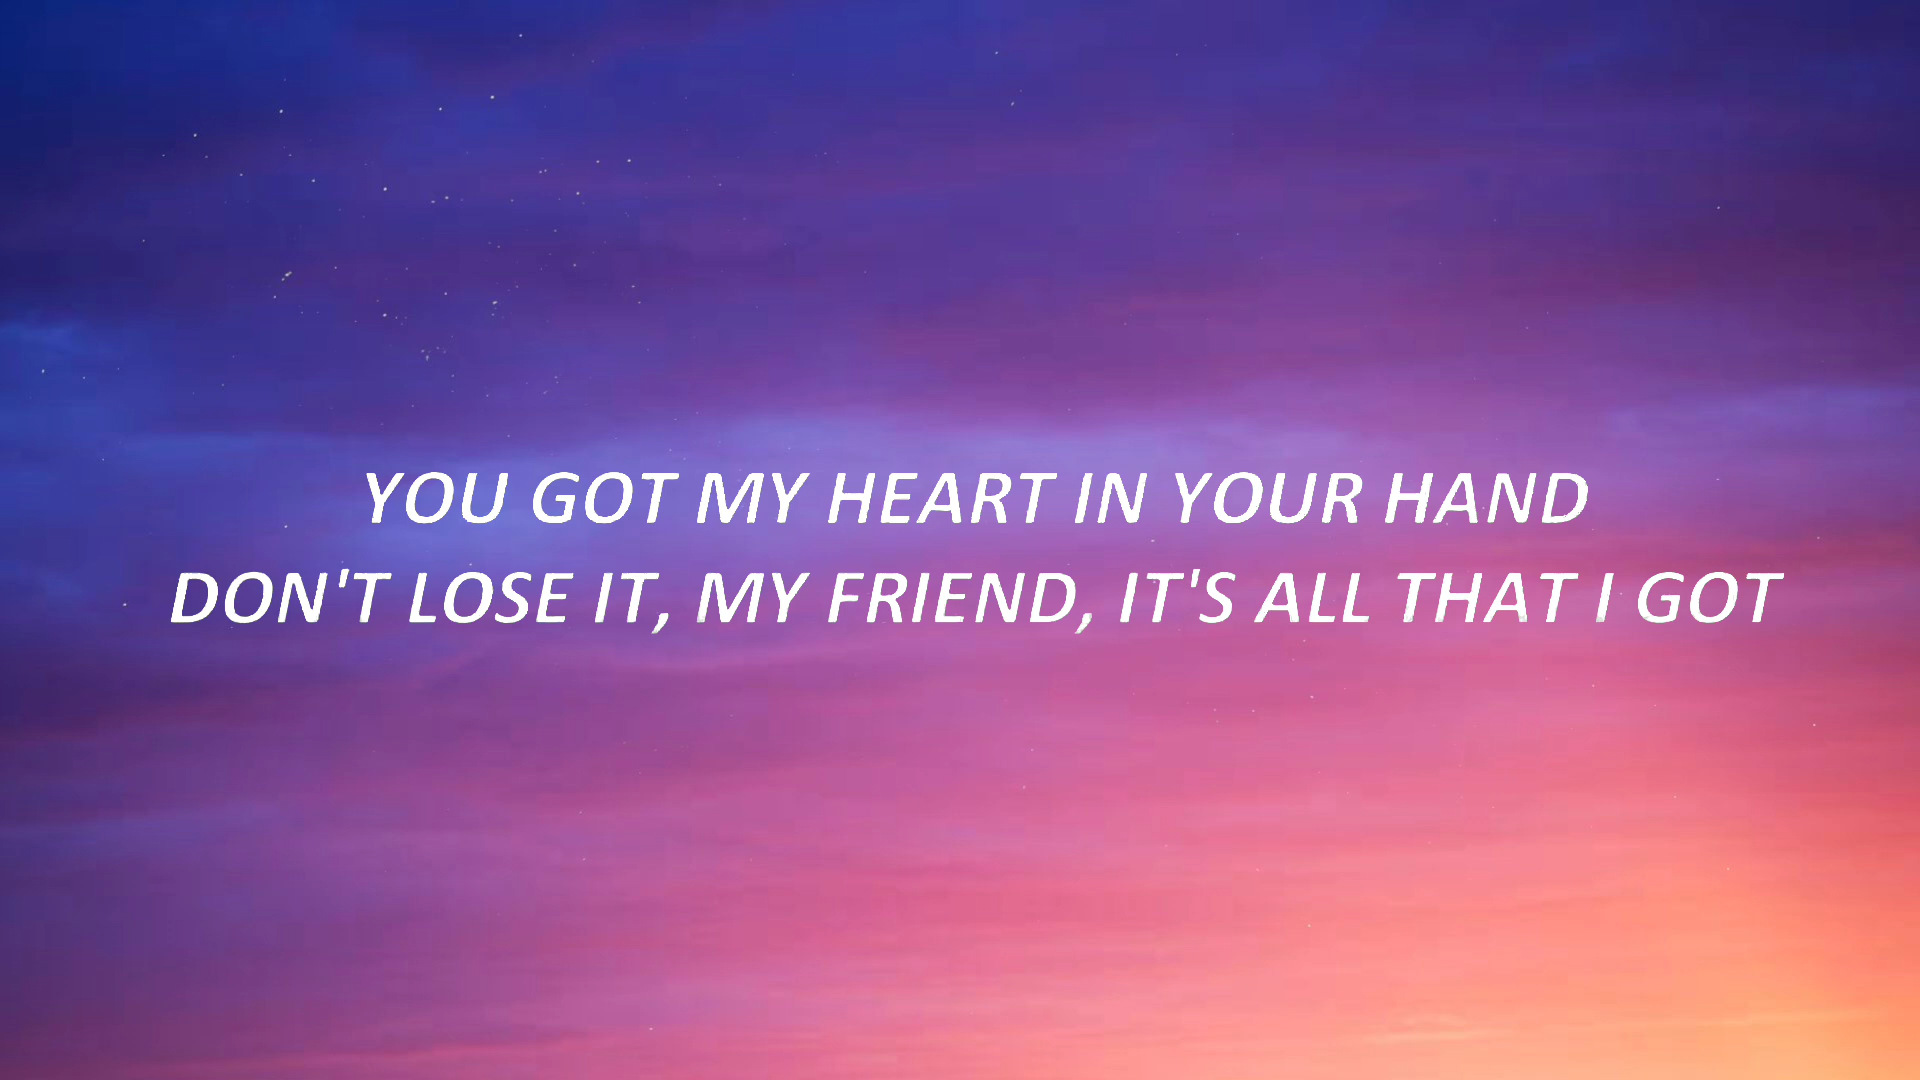 YOU GOT MY HEART IN YOUR HAND
DON'T LOSE IT, MY FRIEND, IT'S ALL THAT I GOT